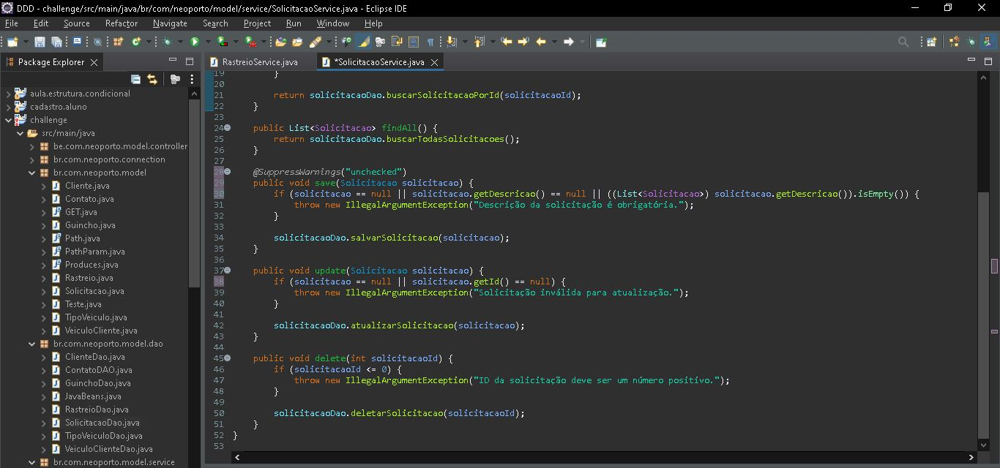 DDD - challenge/src/main/java/br/com/neoporto/model/service/SolicitacaoService.java - Eclipse IDE
File Edit Source Refactor Navigate Search Project Run Window Help
Package Explorer
RastreioService.java
*SolicitacaoService.java
aula.estrutura.condicional
cadastro.aluno
challenge
src/main/java
be.com.neoporto.model.controller
br.com.neoporto.connection
br.com.neoporto.model
Cliente.java
Contato.java
GET.java
Guincho.java
Path.java
PathParam.java
Produces.java
Rastreio.java
Solicitacao.java
Teste.java
TipoVeiculo.java
VeiculoCliente.java
br.com.neoporto.model.dao
ClienteDao.java
ContatoDAO.java
GuinchoDao.java
JavaBeans.java
RastreioDao.java
SolicitacaoDao.java
TipoVeiculoDao.java
VeiculoClienteDao.java
br.com.neoporto.model.service
19 }
20
21 return solicitacaoDao.buscarSolicitacaoPorId(solicitacaoId);
22 }
23
24 public List<Solicitacao> findAll() {
25 return solicitacaoDao.buscarTodasSolicitacoes();
26 }
27
28 @SuppressWarnings("unchecked")
29 public void save(Solicitacao solicitacao) {
30 if (solicitacao == null || solicitacao.getDescricao() == null || ((List<Solicitacao>) solicitacao.getDescricao()).isEmpty()) {
31 throw new IllegalArgumentException("Descrição da solicitação é obrigatória.");
32 }
33
34 solicitacaoDao.salvarSolicitacao(solicitacao);
35 }
36
37 public void update(Solicitacao solicitacao) {
38 if (solicitacao == null || solicitacao.getId() == null) {
39 throw new IllegalArgumentException("Solicitação inválida para atualização.");
40 }
41
42 solicitacaoDao.atualizarSolicitacao(solicitacao);
43 }
44
45 public void delete(int solicitacaoId) {
46 if (solicitacaoId <= 0) {
47 throw new IllegalArgumentException("ID da solicitação deve ser um número positivo.");
48 }
49
50 solicitacaoDao.deletarSolicitacao(solicitacaoId);
51 }
52 }
53